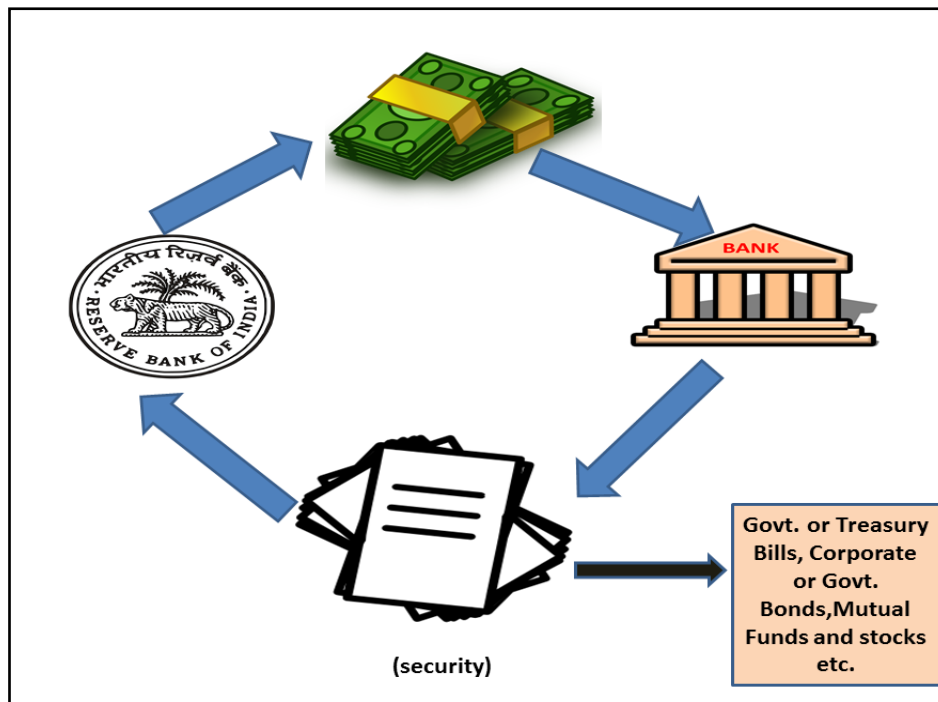 BANK
भारतीय रिज़र्व बैंक
RESERVE BANK OF INDIA
Govt. or Treasury
Bills, Corporate
or Govt.
Bonds,Mutual
Funds and stocks
etc.
(security)